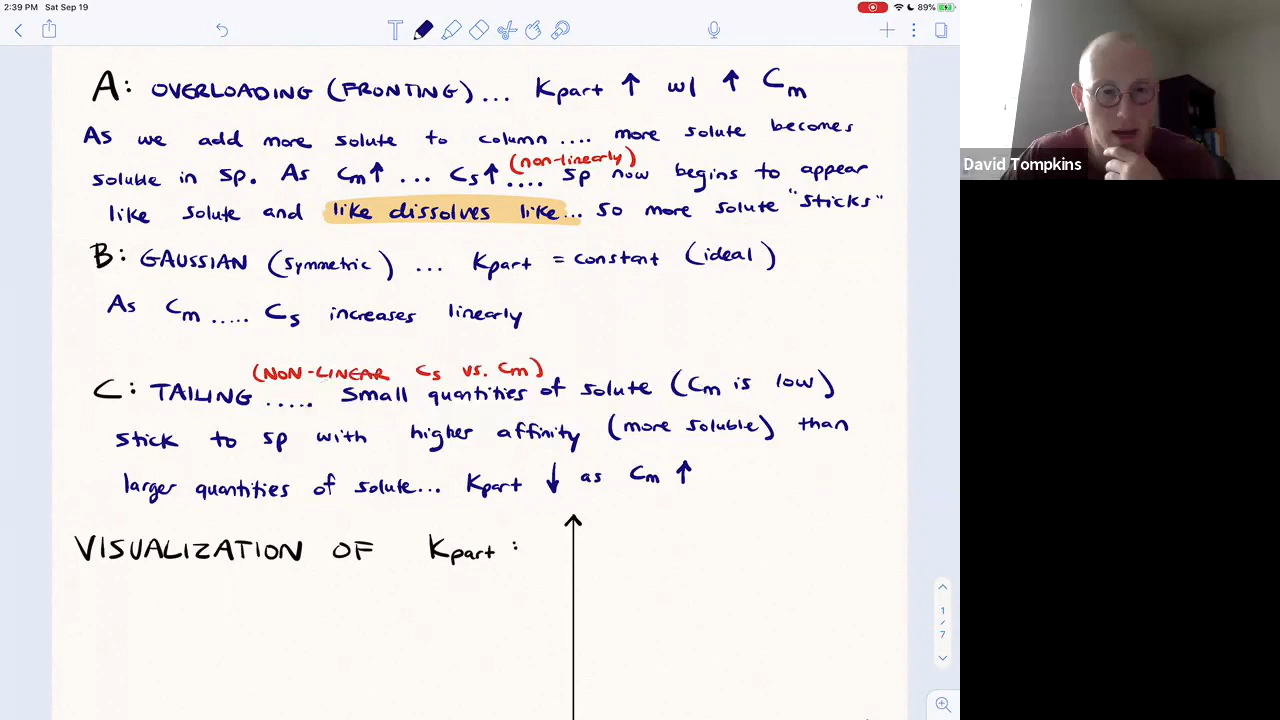 2:39 PM Sat Sep 19
89%
A: OVERLOADING (FRONTING)... Kpart ↑ w/ ↑ Cm
As we add more solute to column .... more solute becomes
(non-linearly)
soluble in sp. As Cm↑ ... Cs↑ .... sp now begins to appear
like solute and like dissolves like... so more solute "sticks"
B: GAUSSIAN (symmetric) ... Kpart = constant (ideal)
As Cm ..... Cs increases linearly
(NON-LINEAR Cs vs. Cm)
C: TAILING ..... Small quantities of solute (Cm is low)
stick to sp with higher affinity (more soluble) than
larger quantities of solute... Kpart ↓ as Cm ↑
VISUALIZATION OF Kpart :
1
/
7
David Tompkins